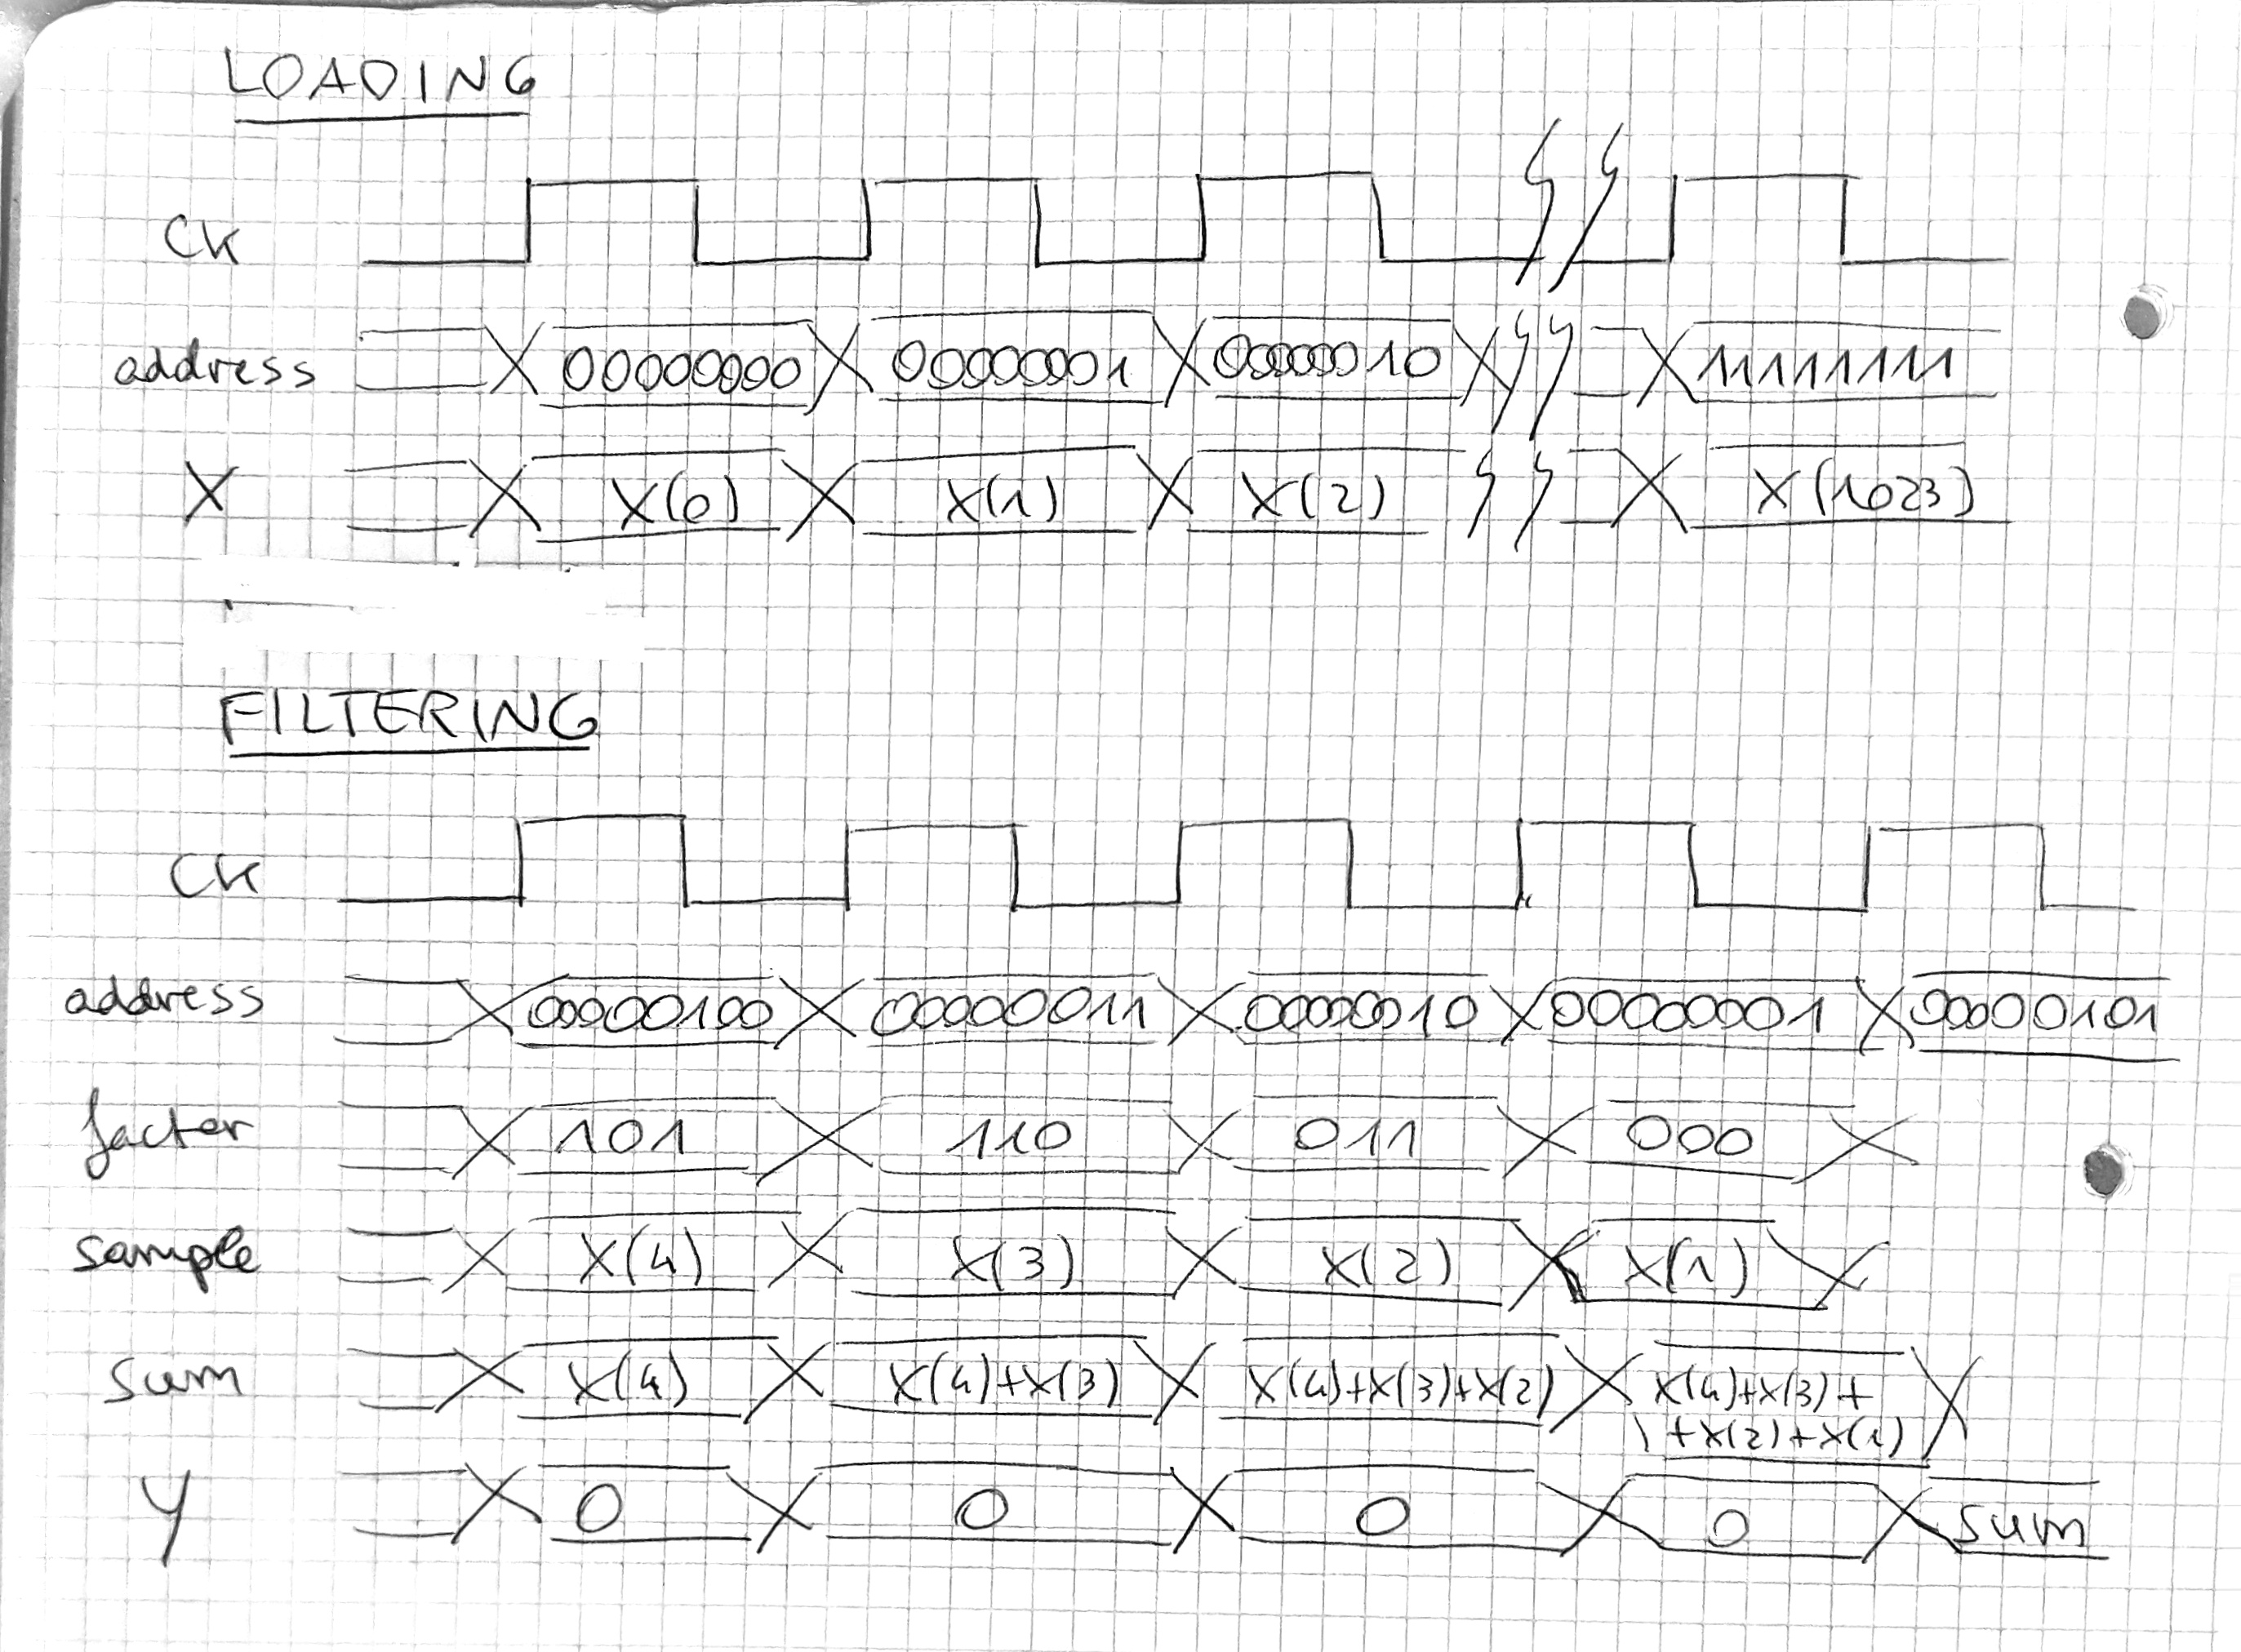 LOADING
CK
address 00000000 00000001 00000010 11111111
X X(0) X(1) X(2) X(1023)
FILTERING
CK
address 00000100 00000011 00000010 00000001 00000101
factor 101 110 011 000
sample X(4) X(3) X(2) X(1)
sum X(4) X(4)+X(3) X(4)+X(3)+X(2) X(4)+X(3)+
+X(2)+X(1)
Y 0 0 0 0 sum